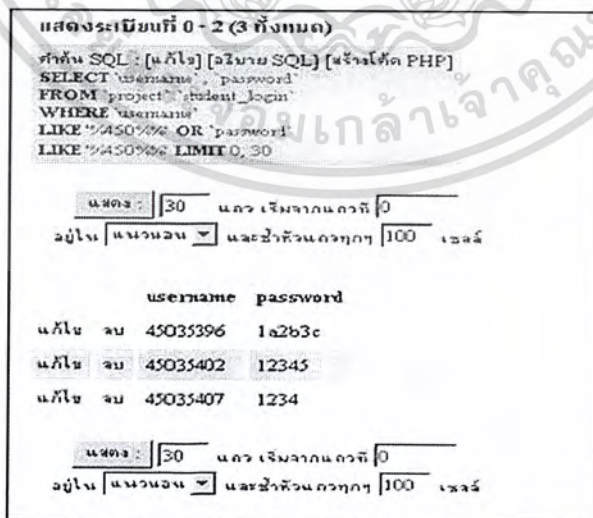 แสดงระเบียนที่ 0 - 2 (3 ทั้งหมด)
คำค้น SQL : [แก้ไข] [อธิบาย SQL] [สร้างโค้ด PHP]
SELECT `username` , `password`
FROM `project` `student_login`
WHERE `username`
LIKE '%450%' OR `password`
LIKE '%450%' LIMIT 0, 30
แสดง : 30 แถว เริ่มจากแถวที่ 0
อยู่ใน แนวนอน และซ้ำหัวแถวทุกๆ 100 เซลล์
username password
แก้ไข ลบ 45035396 1a2b3c
แก้ไข ลบ 45035402 12345
แก้ไข ลบ 45035407 1234
แสดง : 30 แถว เริ่มจากแถวที่ 0
อยู่ใน แนวนอน และซ้ำหัวแถวทุกๆ 100 เซลล์